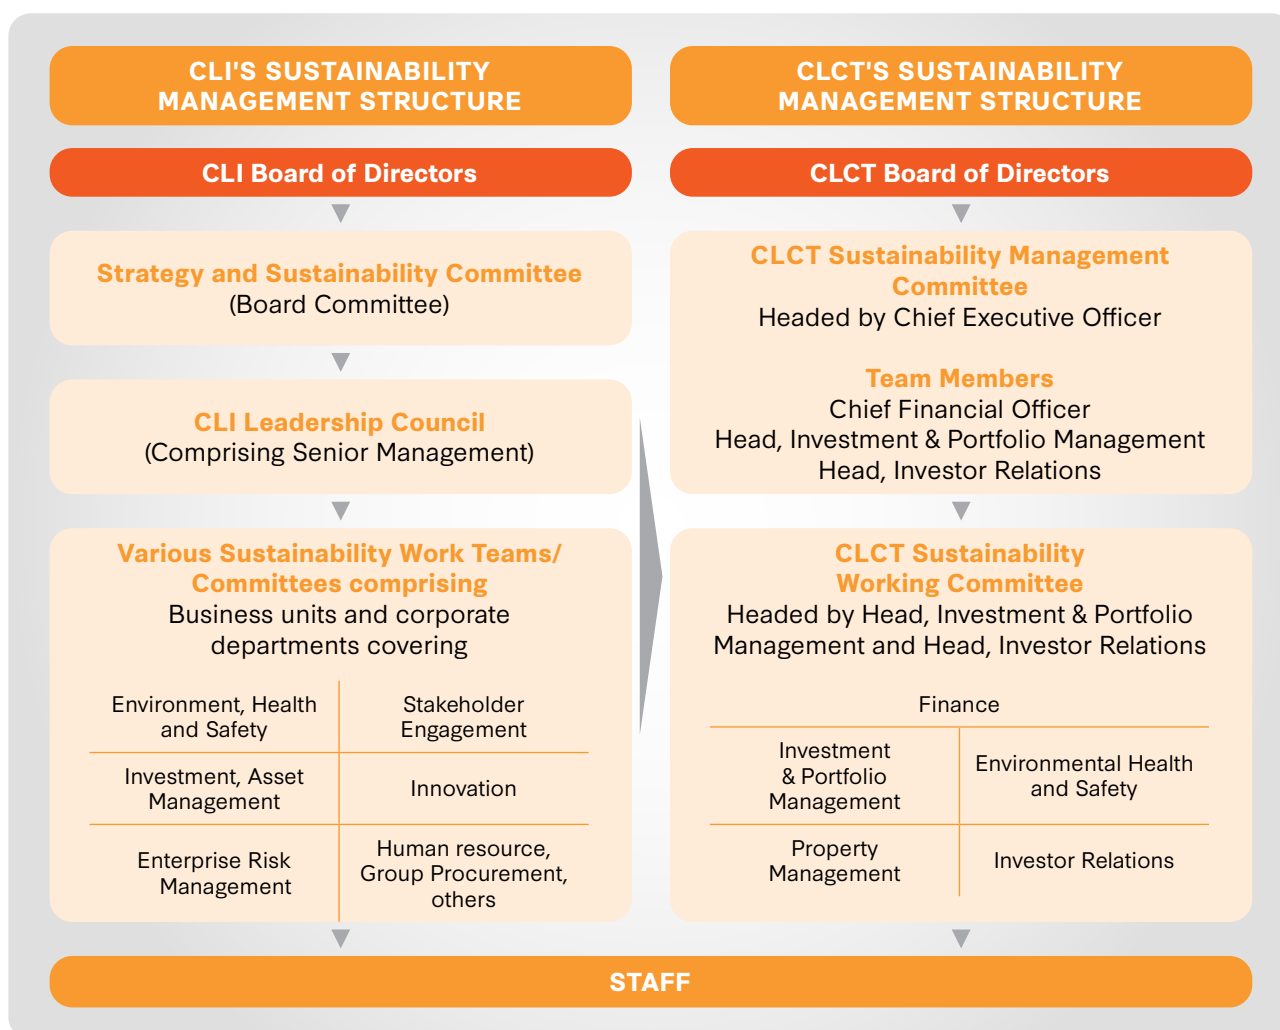 CLI'S SUSTAINABILITY
MANAGEMENT STRUCTURE
CLI Board of Directors
Strategy and Sustainability Committee
(Board Committee)
CLI Leadership Council
(Comprising Senior Management)
Various Sustainability Work Teams/
Committees comprising
Business units and corporate
departments covering
Environment, Health
and Safety
Stakeholder
Engagement
Investment, Asset
Management
Innovation
Enterprise Risk
Management
Human resource,
Group Procurement,
others
CLCT'S SUSTAINABILITY
MANAGEMENT STRUCTURE
CLCT Board of Directors
CLCT Sustainability Management
Committee
Headed by Chief Executive Officer
Team Members
Chief Financial Officer
Head, Investment & Portfolio Management
Head, Investor Relations
CLCT Sustainability
Working Committee
Headed by Head, Investment & Portfolio
Management and Head, Investor Relations
Finance
Investment
& Portfolio
Management
Environmental Health
and Safety
Property
Management
Investor Relations
STAFF